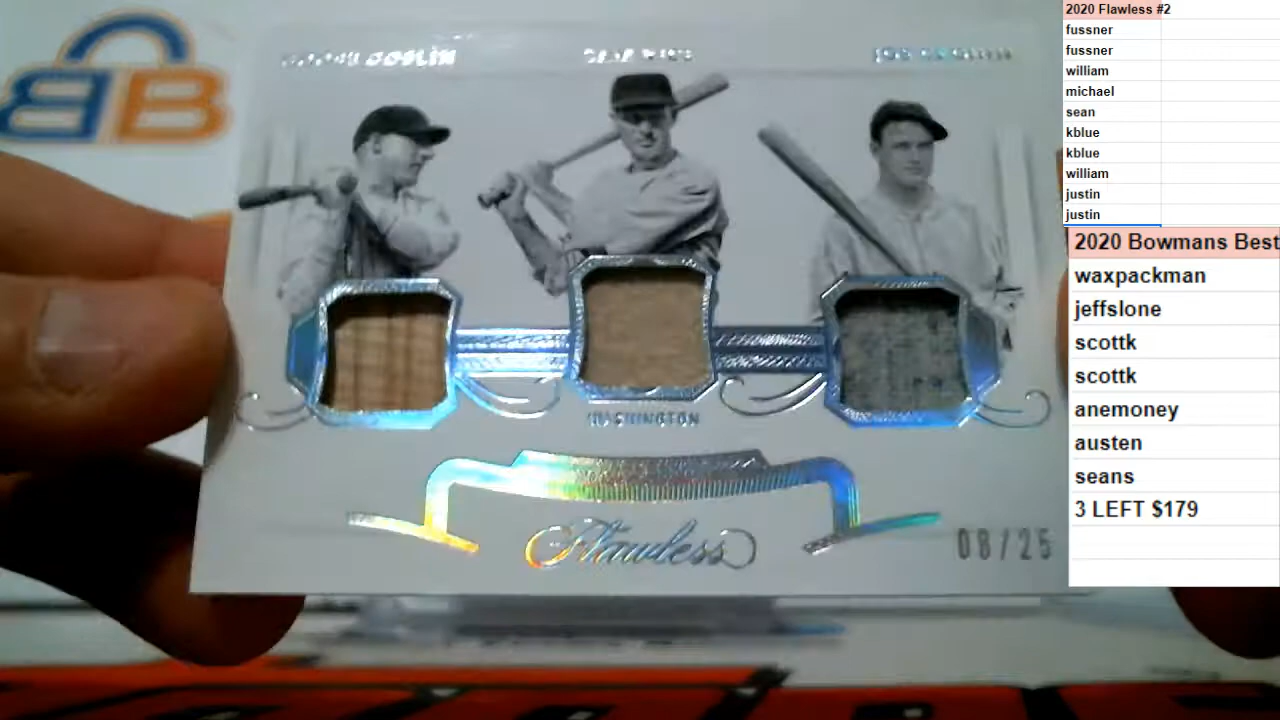 BB
GOSLIN
WASHINGTON
Flawless
08/25
2020 Flawless #2
fussner
fussner
william
michael
sean
kblue
kblue
william
justin
justin
2020 Bowmans Best
waxpackman
jeffslone
scottk
scottk
anemoney
austen
seans
3 LEFT $179